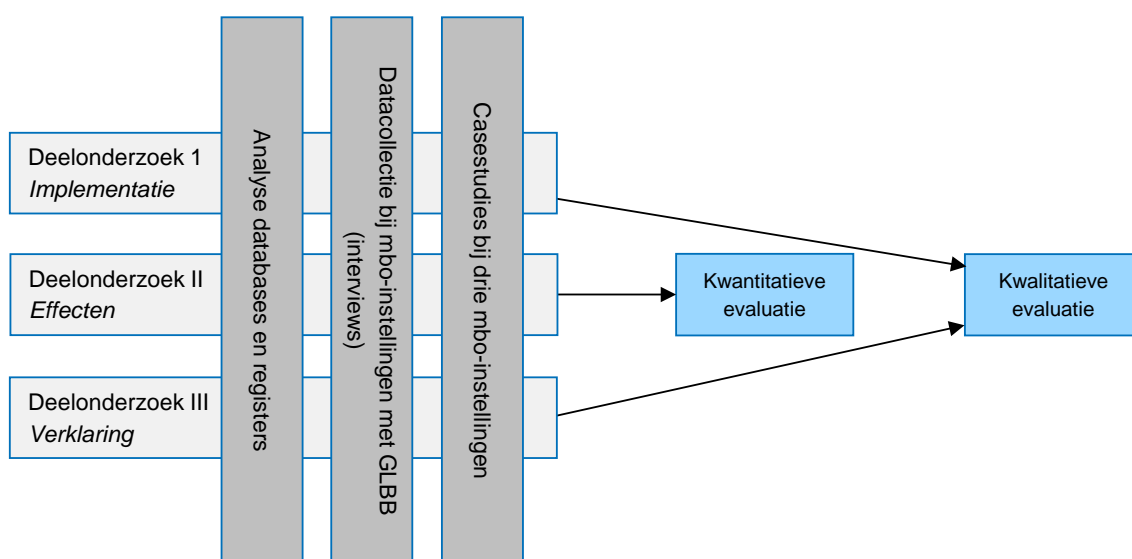 Deelonderzoek 1
Implementatie
Deelonderzoek II
Effecten
Deelonderzoek III
Verklaring
Analyse databases en registers
Datacollectie bij mbo-instellingen met GLBB
(interviews)
Casestudies bij drie mbo-instellingen
Kwantitatieve
evaluatie
Kwalitatieve
evaluatie